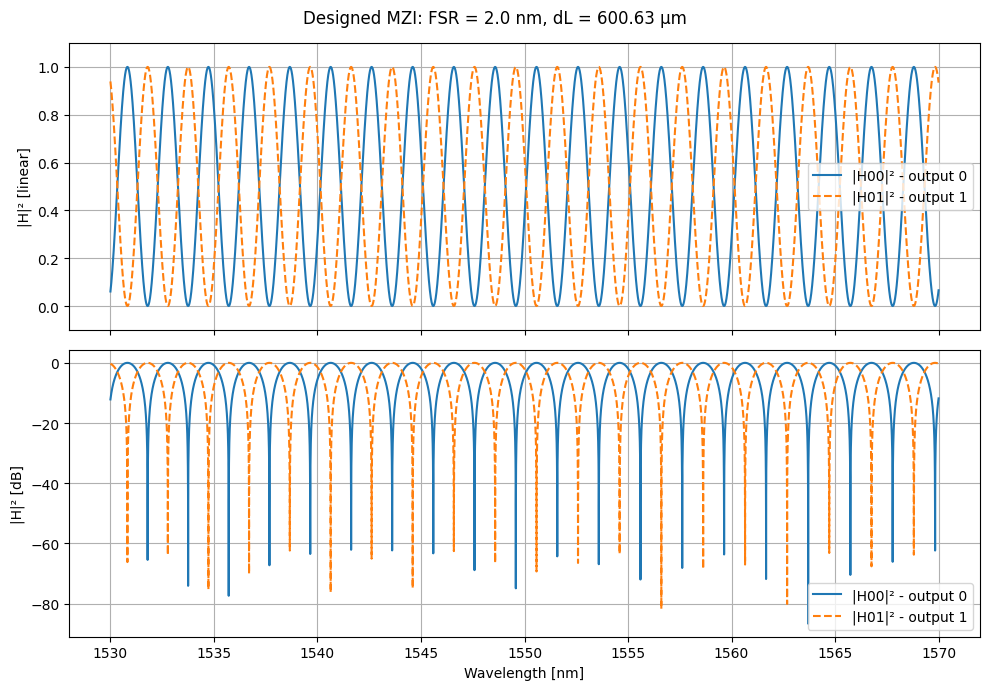 Designed MZI: FSR = 2.0 nm, dL = 600.63 μm
1.0
0.8
0.6
0.4
0.2
0.0
|H|² [linear]
|H00|² - output 0
|H01|² - output 1
0
−20
−40
−60
−80
|H|² [dB]
|H00|² - output 0
|H01|² - output 1
1530
1535
1540
1545
1550
1555
1560
1565
1570
Wavelength [nm]